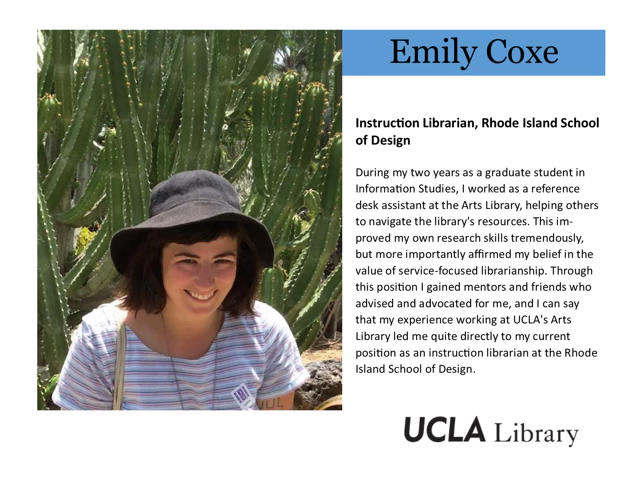 Emily Coxe
Instruction Librarian, Rhode Island School
of Design
During my two years as a graduate student in
Information Studies, I worked as a reference
desk assistant at the Arts Library, helping others
to navigate the library's resources. This im-
proved my own research skills tremendously,
but more importantly affirmed my belief in the
value of service-focused librarianship. Through
this position I gained mentors and friends who
advised and advocated for me, and I can say
that my experience working at UCLA's Arts
Library led me quite directly to my current
position as an instruction librarian at the Rhode
Island School of Design.
UCLA Library